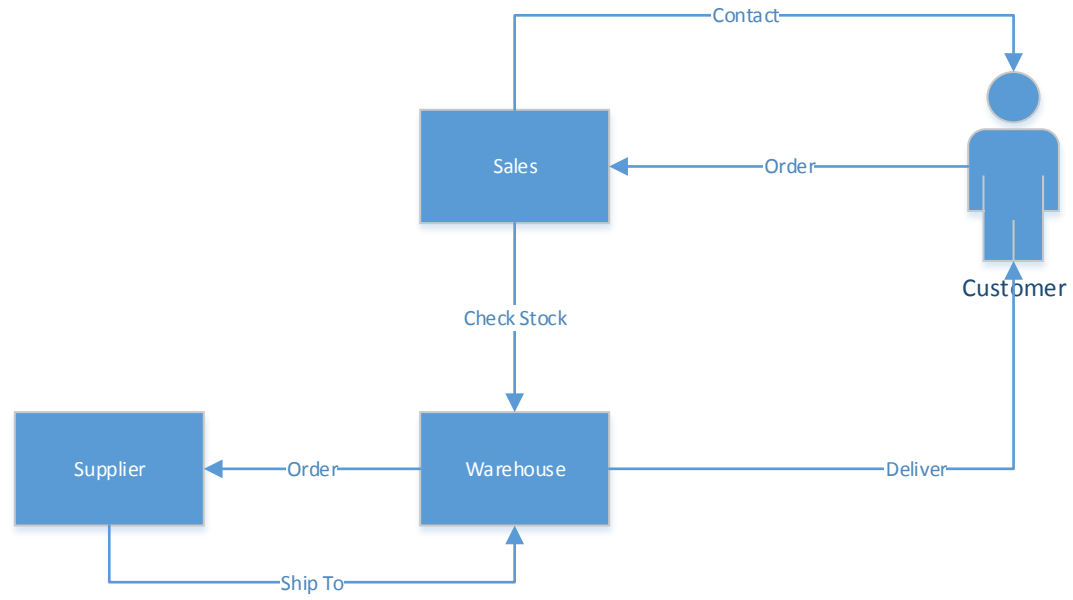 Contact
Sales
Order
Customer
Check Stock
Supplier
Order
Warehouse
Deliver
Ship To